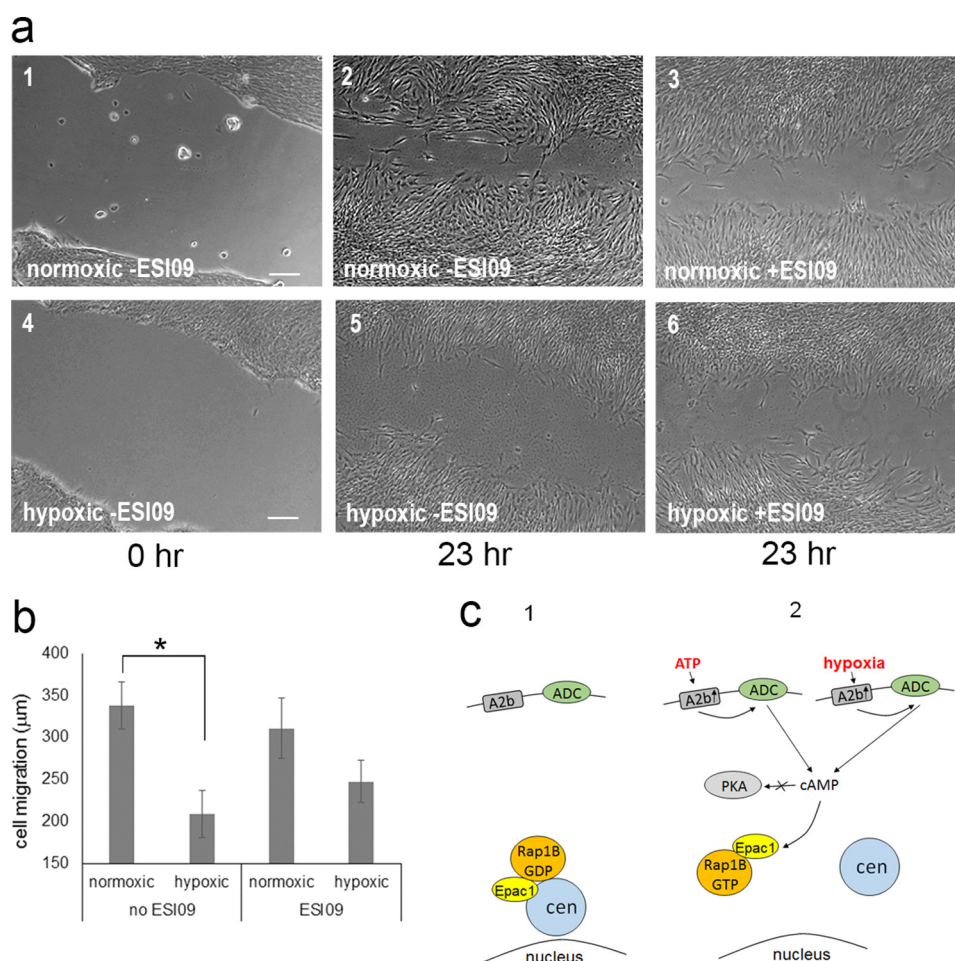 a
1
2
3
normoxic -ESI09
normoxic -ESI09
normoxic +ESI09
4
5
6
hypoxic -ESI09
hypoxic -ESI09
hypoxic +ESI09
0 hr
23 hr
23 hr
b
*
400
350
300
250
200
150
cell migration (μm)
normoxic
hypoxic
normoxic
hypoxic
no ESI09
ESI09
c
1
2
A2b
ADC
ATP
A2b
ADC
hypoxia
A2b
ADC
PKA
cAMP
Rap1B
GDP
Epac1
cen
nucleus
Epac1
Rap1B
GTP
cen
nucleus